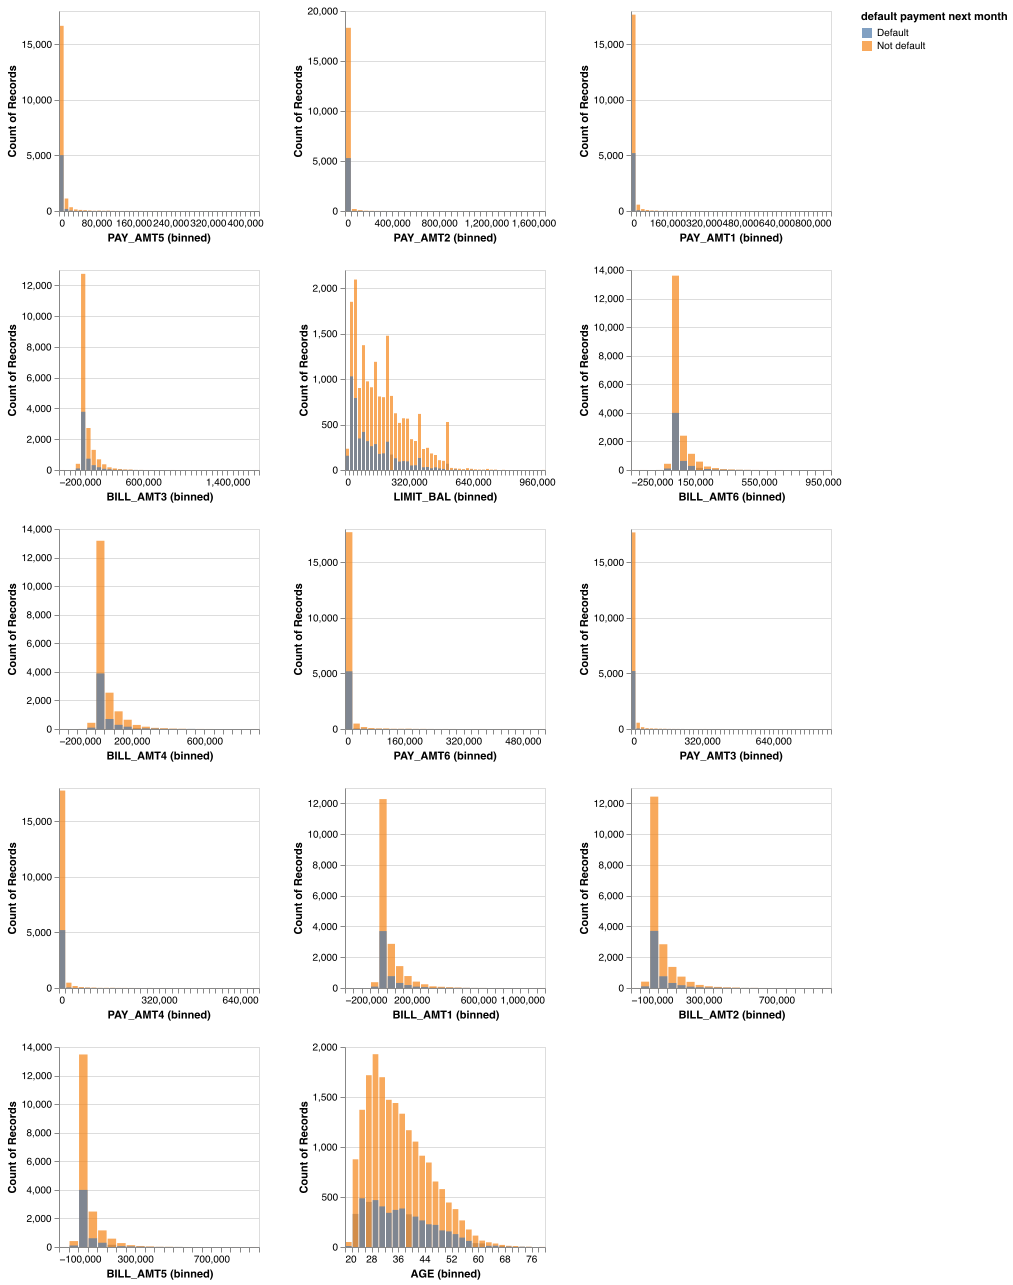 default payment next month
Default
Not default
Count of Records
15,000
10,000
5,000
0
0 80,000 160,000 240,000 320,000 400,000
PAY_AMT5 (binned)
Count of Records
20,000
15,000
10,000
5,000
0
400,000 800,000 1,200,000 1,600,000
PAY_AMT2 (binned)
Count of Records
15,000
10,000
5,000
0
0 160,000 320,000 480,000 640,000 800,000
PAY_AMT1 (binned)
Count of Records
12,000
10,000
8,000
6,000
4,000
2,000
0
−200,000 600,000 1,400,000
BILL_AMT3 (binned)
Count of Records
2,000
1,500
1,000
500
0
0 320,000 640,000 960,000
LIMIT_BAL (binned)
Count of Records
14,000
12,000
10,000
8,000
6,000
4,000
2,000
0
−250,000 150,000 550,000 950,000
BILL_AMT6 (binned)
Count of Records
14,000
12,000
10,000
8,000
6,000
4,000
2,000
0
−200,000 200,000 600,000
BILL_AMT4 (binned)
Count of Records
15,000
10,000
5,000
0
0 160,000 320,000 480,000
PAY_AMT6 (binned)
Count of Records
15,000
10,000
5,000
0
0 320,000 640,000
PAY_AMT3 (binned)
Count of Records
15,000
10,000
5,000
0
0 320,000 640,000
PAY_AMT4 (binned)
Count of Records
12,000
10,000
8,000
6,000
4,000
2,000
0
−200,000 200,000 600,000 1,000,000
BILL_AMT1 (binned)
Count of Records
12,000
10,000
8,000
6,000
4,000
2,000
0
−100,000 300,000 700,000
BILL_AMT2 (binned)
Count of Records
14,000
12,000
10,000
8,000
6,000
4,000
2,000
0
−100,000 300,000 700,000
BILL_AMT5 (binned)
Count of Records
2,000
1,500
1,000
500
0
20 28 36 44 52 60 68 76
AGE (binned)